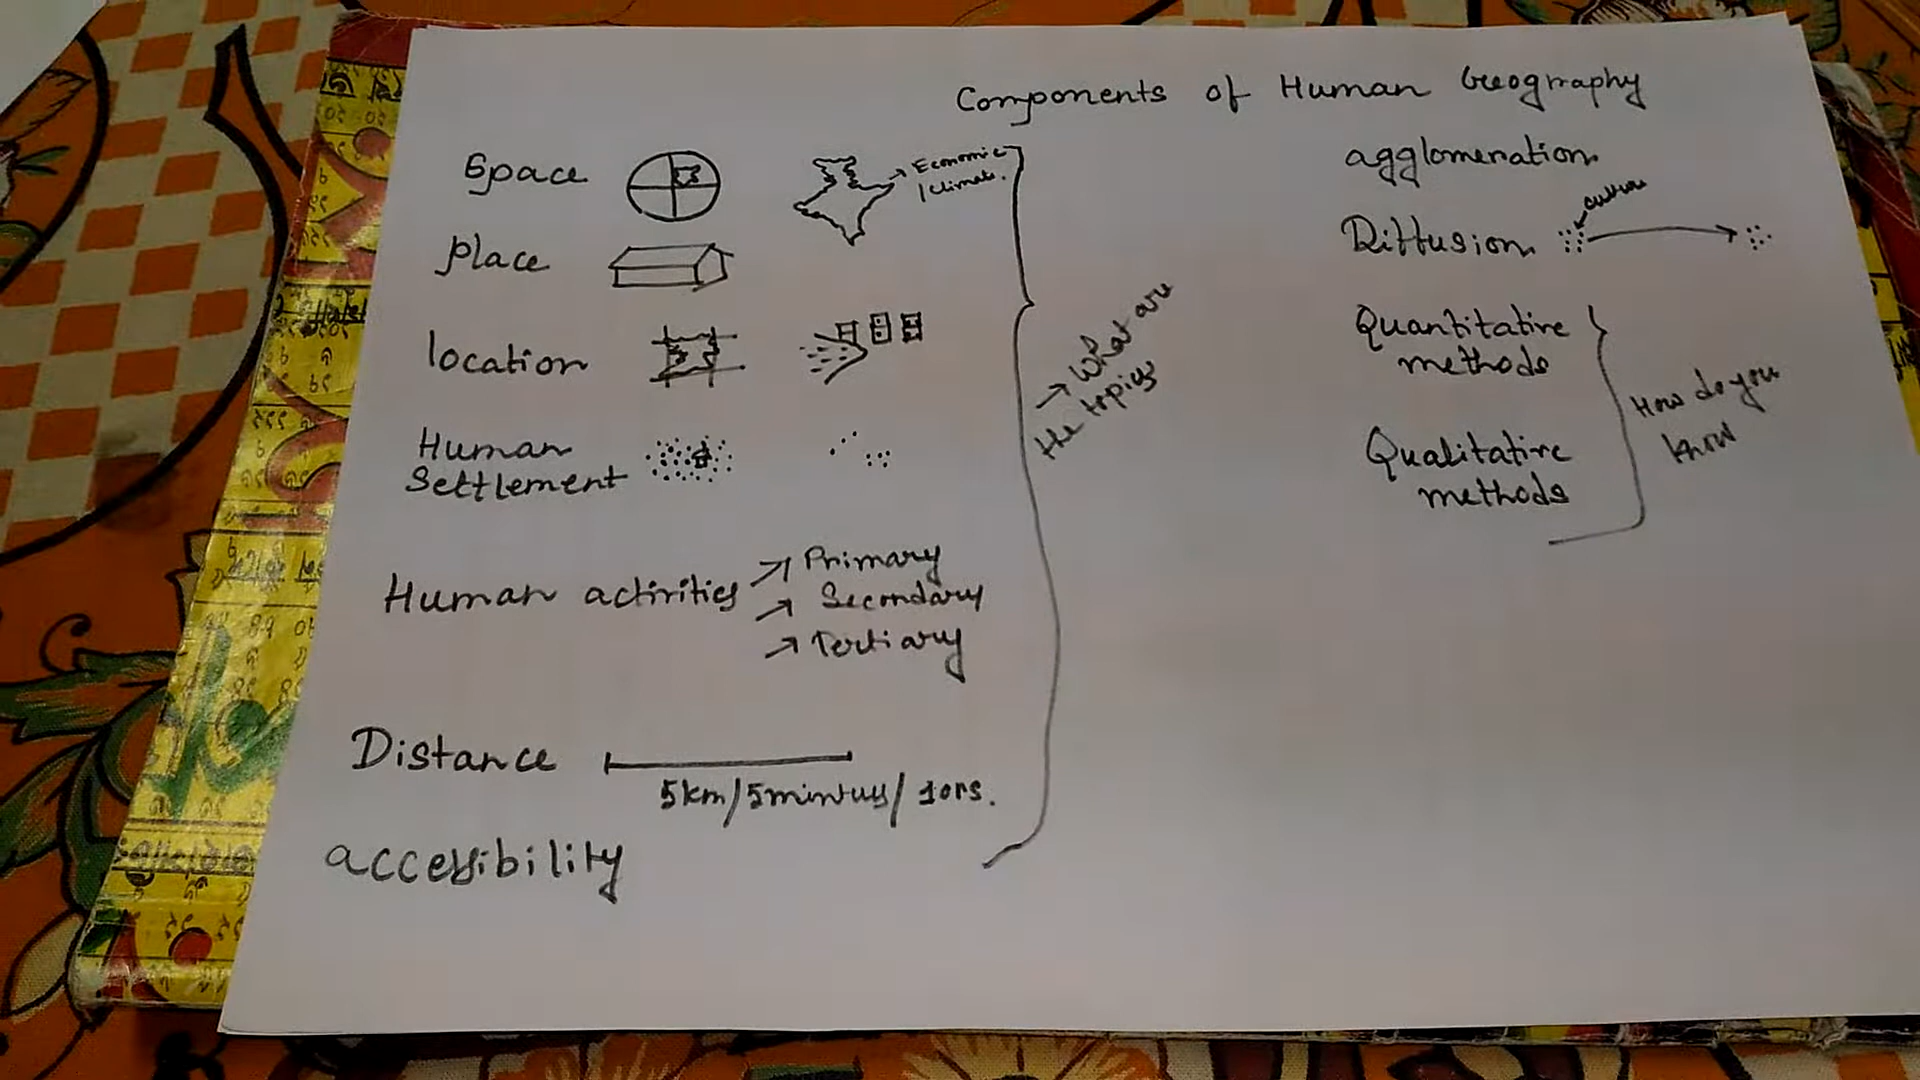 Components of Human Geography
Space
Economic
/climate.
Place
location
Human
Settlement
Human activities
Primary
Secondary
Tertiary
Distance
5km/5minutes/
accessibility
→ What are
the topics
agglomeration
Diffusion
culture
Quantitative
methods
Qualitative
methods
How do you
know